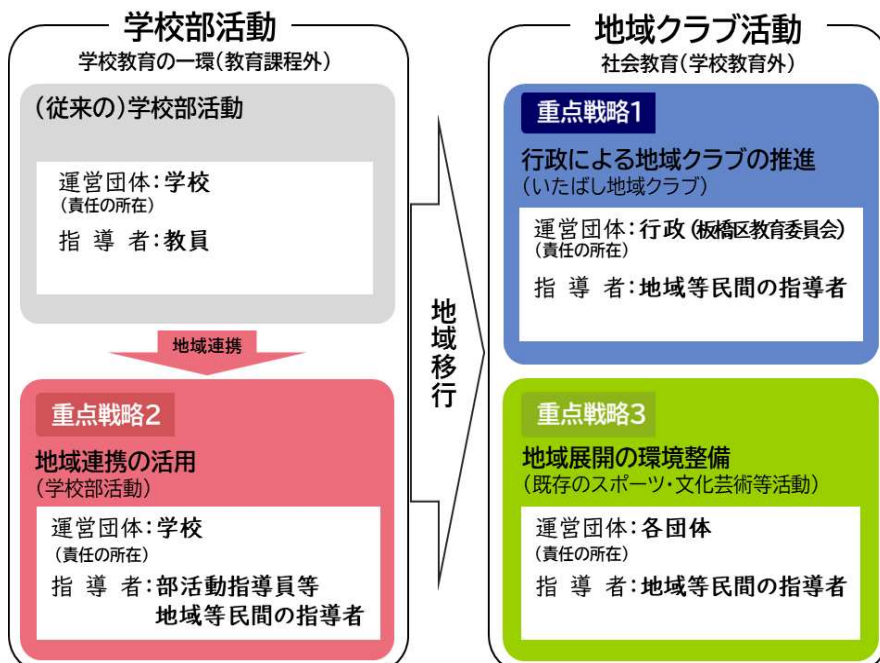 学校部活動
学校教育の一環(教育課程外)
(従来の)学校部活動
運営団体:学校
(責任の所在)
指 導 者:教員
地域連携
重点戦略2
地域連携の活用
(学校部活動)
運営団体:学校
(責任の所在)
指 導 者:部活動指導員等
地域等民間の指導者
地域移行
地域クラブ活動
社会教育(学校教育外)
重点戦略1
行政による地域クラブの推進
(いたばし地域クラブ)
運営団体:行政(板橋区教育委員会)
(責任の所在)
指 導 者:地域等民間の指導者
重点戦略3
地域展開の環境整備
(既存のスポーツ・文化芸術等活動)
運営団体:各団体
(責任の所在)
指 導 者:地域等民間の指導者